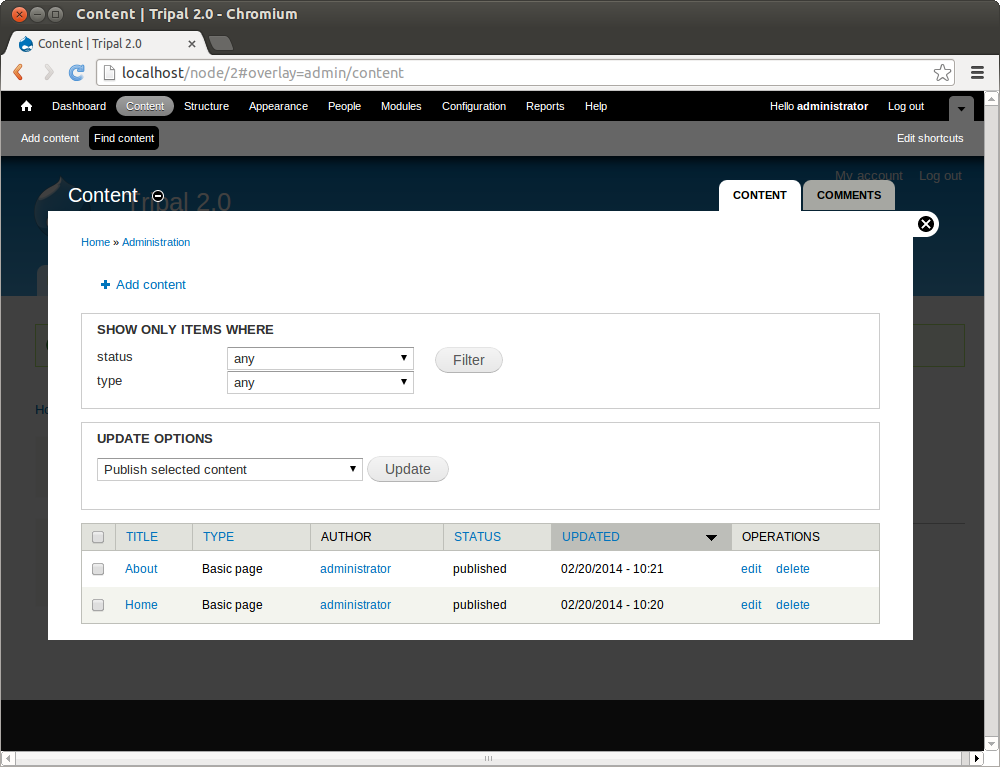 Content | Tripal 2.0 - Chromium
Content | Tripal 2.0
localhost/node/2#overlay=admin/content
Dashboard Content Structure Appearance People Modules Configuration Reports Help Hello administrator Log out
Add content Find content Edit shortcuts
My account Log out
Content Tripal 2.0 CONTENT COMMENTS
Home » Administration
Add content
SHOW ONLY ITEMS WHERE
status any Filter
type any
Ho
UPDATE OPTIONS
Publish selected content Update
TITLE TYPE AUTHOR STATUS UPDATED OPERATIONS
About Basic page administrator published 02/20/2014 - 10:21 edit delete
Home Basic page administrator published 02/20/2014 - 10:20 edit delete